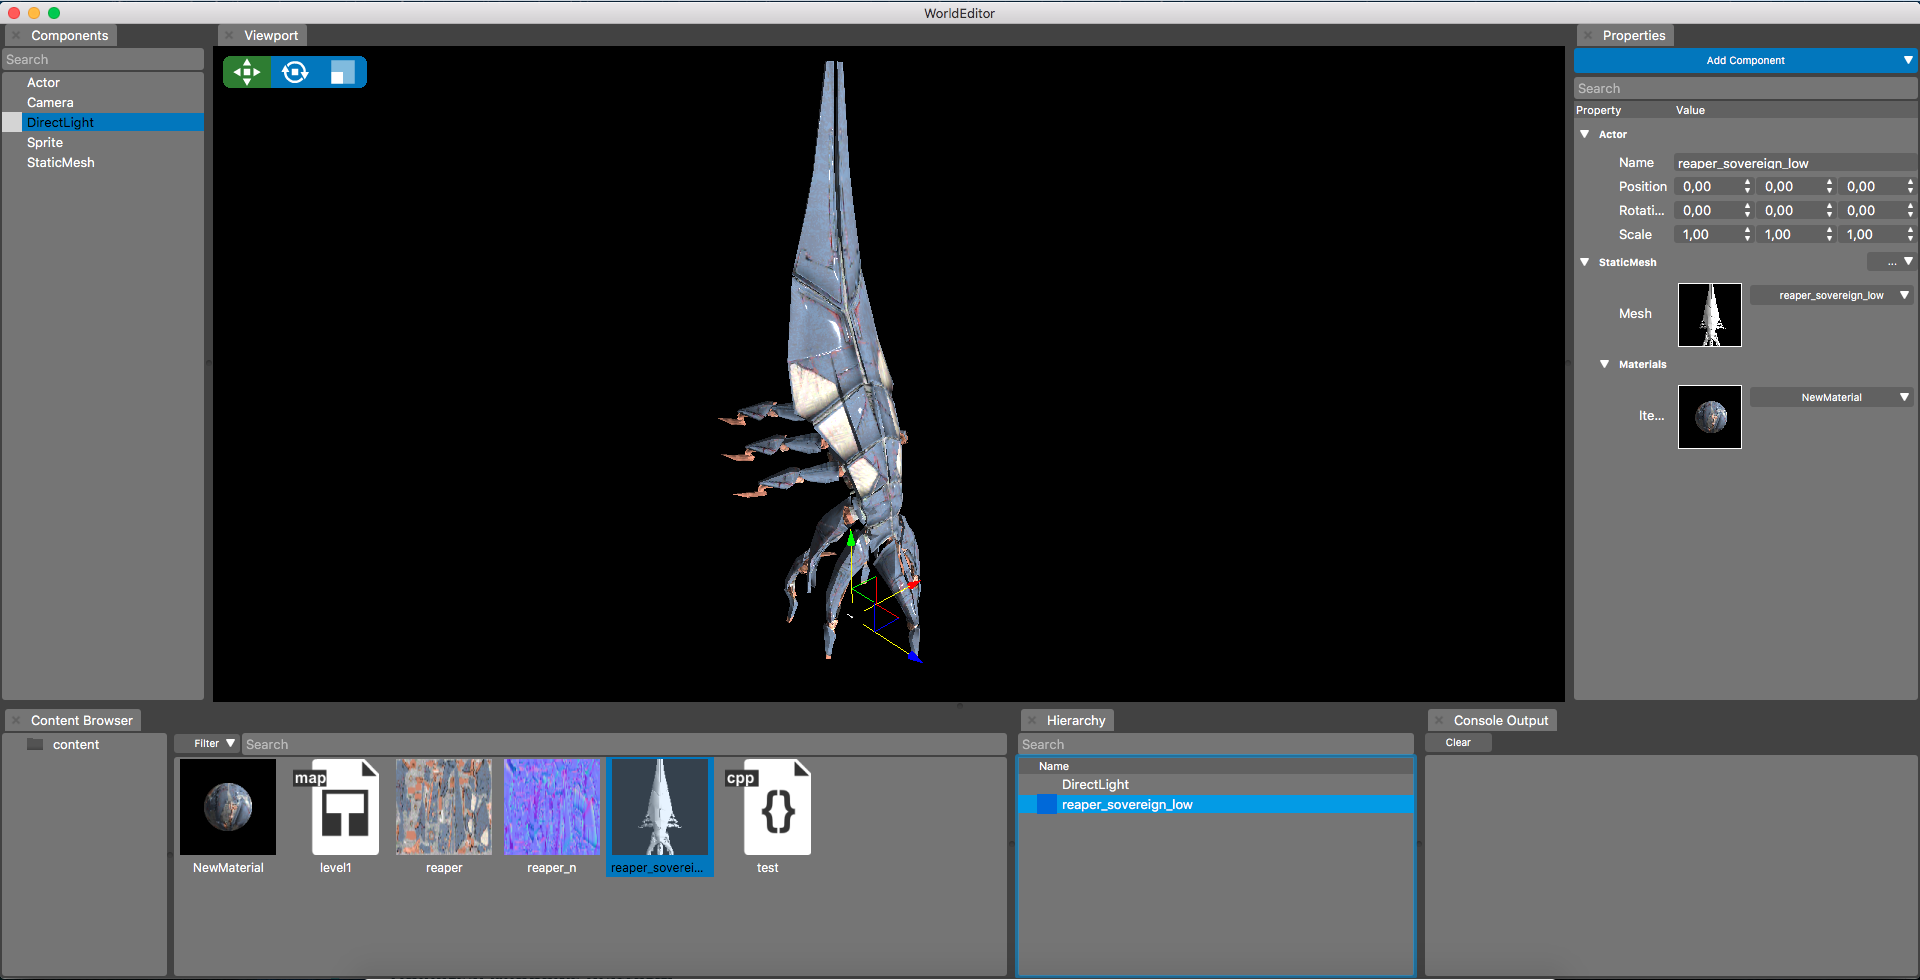 WorldEditor
Components
Search
Actor
Camera
DirectLight
Sprite
StaticMesh
Viewport
Properties
Add Component
Search
Property Value
Actor
Name reaper_sovereign_low
Position 0,00 0,00 0,00
Rotati... 0,00 0,00 0,00
Scale 1,00 1,00 1,00
StaticMesh ...
Mesh reaper_sovereign_low
Materials
Ite... NewMaterial
Content Browser
content
Filter Search
map
cpp
NewMaterial level1 reaper reaper_n reaper_soverei... test
Hierarchy
Search
Name
DirectLight
reaper_sovereign_low
Console Output
Clear